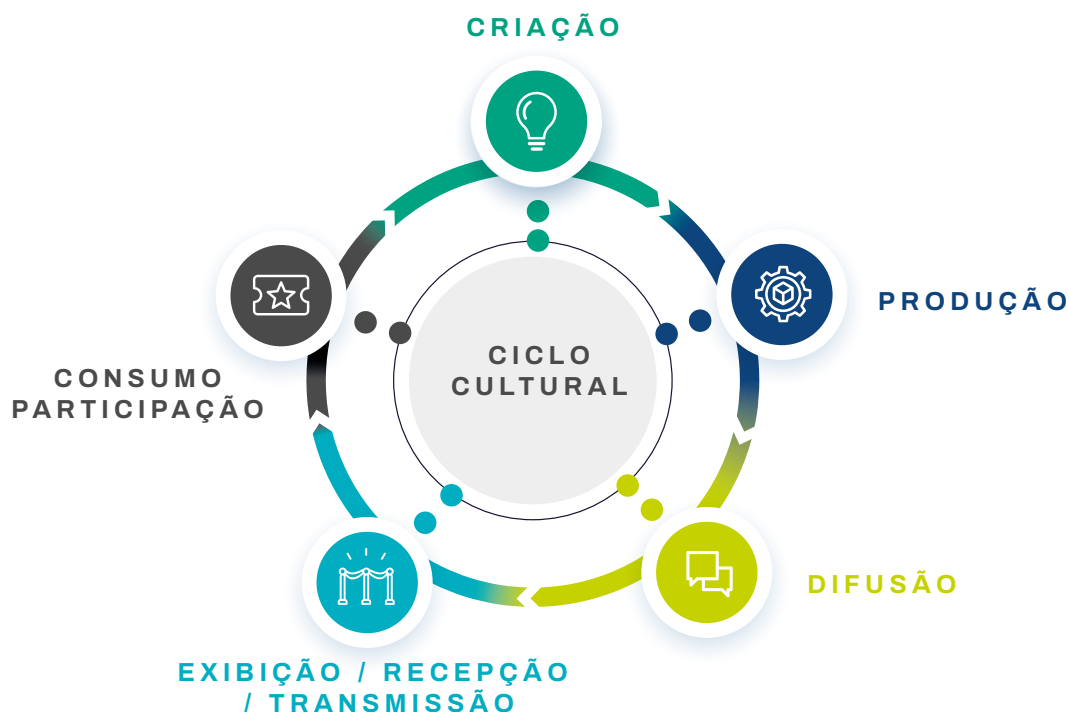 CRIAÇÃO
PRODUÇÃO
CICLO
CULTURAL
CONSUMO
PARTICIPAÇÃO
DIFUSÃO
EXIBIÇÃO / RECEPÇÃO
/ TRANSMISSÃO